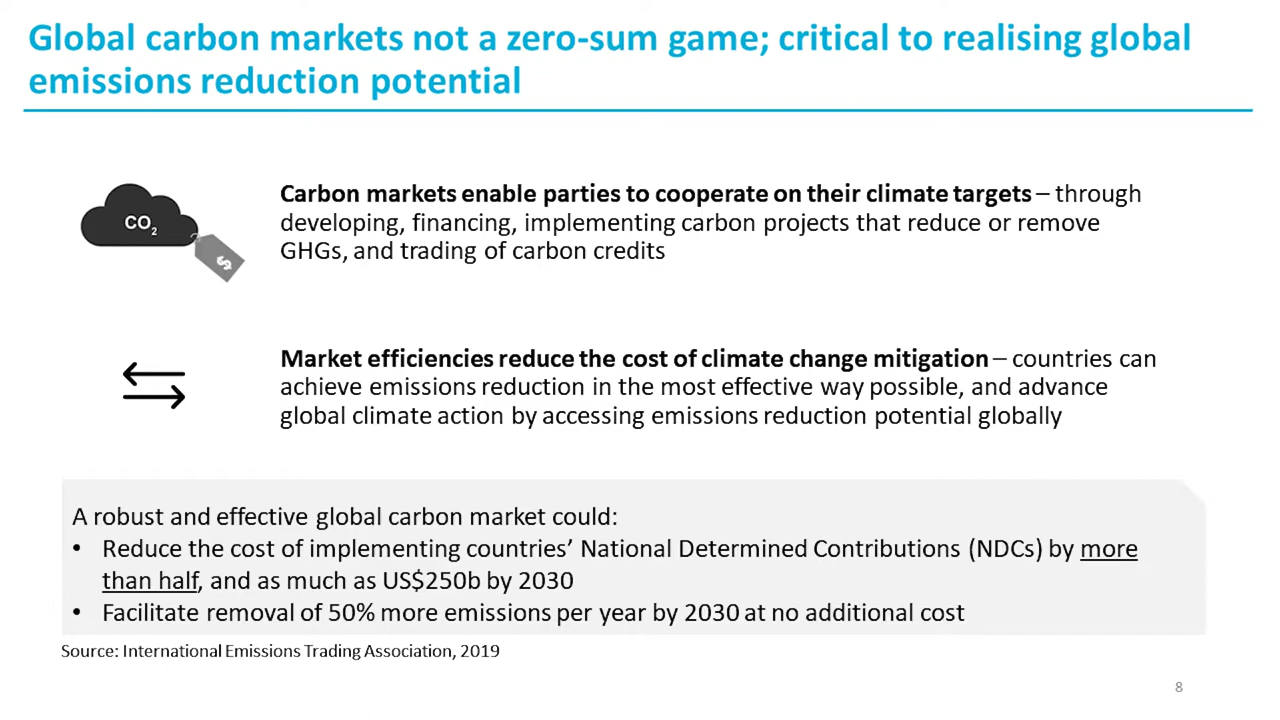 Global carbon markets not a zero-sum game; critical to realising global
emissions reduction potential
CO2
$
Carbon markets enable parties to cooperate on their climate targets – through
developing, financing, implementing carbon projects that reduce or remove
GHGs, and trading of carbon credits
Market efficiencies reduce the cost of climate change mitigation – countries can
achieve emissions reduction in the most effective way possible, and advance
global climate action by accessing emissions reduction potential globally
A robust and effective global carbon market could:
• Reduce the cost of implementing countries’ National Determined Contributions (NDCs) by more
than half, and as much as US$250b by 2030
• Facilitate removal of 50% more emissions per year by 2030 at no additional cost
Source: International Emissions Trading Association, 2019
8